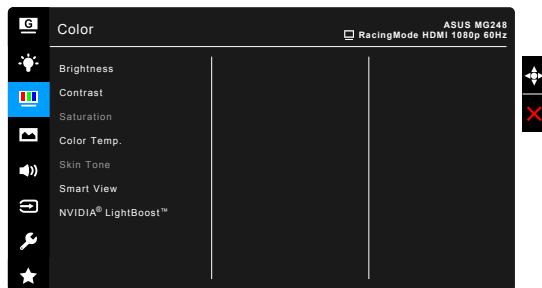 G
Color
ASUS MG248
RacingMode HDMI 1080p 60Hz
Brightness
Contrast
Saturation
Color Temp.
Skin Tone
Smart View
NVIDIA® LightBoost™